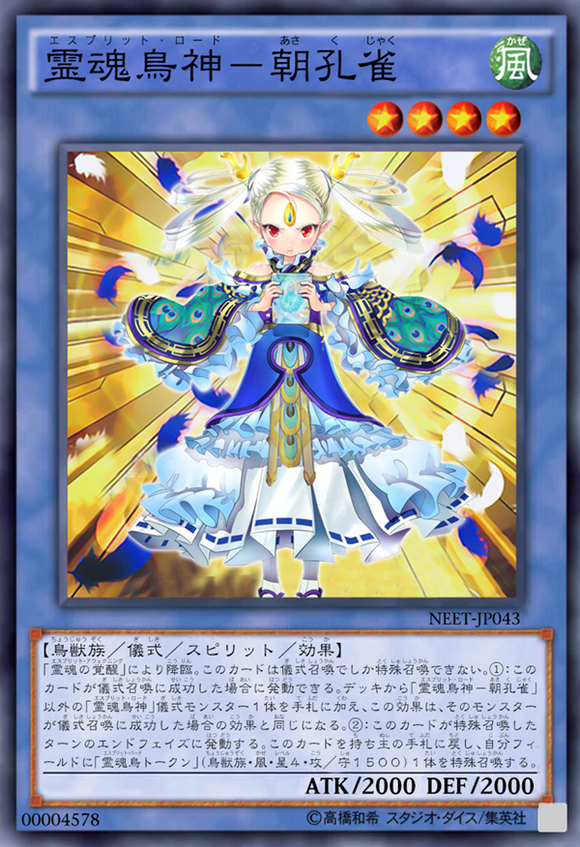 エスプリット・ロード あさ く じゃく
霊魂鳥神－朝孔雀
かぜ
風
NEET-JP043
【鳥獣族／儀式／スピリット／効果】
「霊魂の覚醒」により降臨。このカードは儀式召喚でしか特殊召喚できない。①：この
カードが儀式召喚に成功した場合に発動できる。デッキから「霊魂鳥神－朝孔雀」
以外の「霊魂鳥神」儀式モンスター１体を手札に加え、この効果は、そのモンスター
が儀式召喚に成功した場合の効果と同じになる。②：このカードが特殊召喚した
ターンのエンドフェイズに発動する。このカードを持ち主の手札に戻し、自分フィ
ールドに「霊魂鳥トークン」(鳥獣族・風・星４・攻／守１５００)１体を特殊召喚する。
ATK/2000 DEF/2000
00004578
©高橋和希 スタジオ・ダイス/集英社